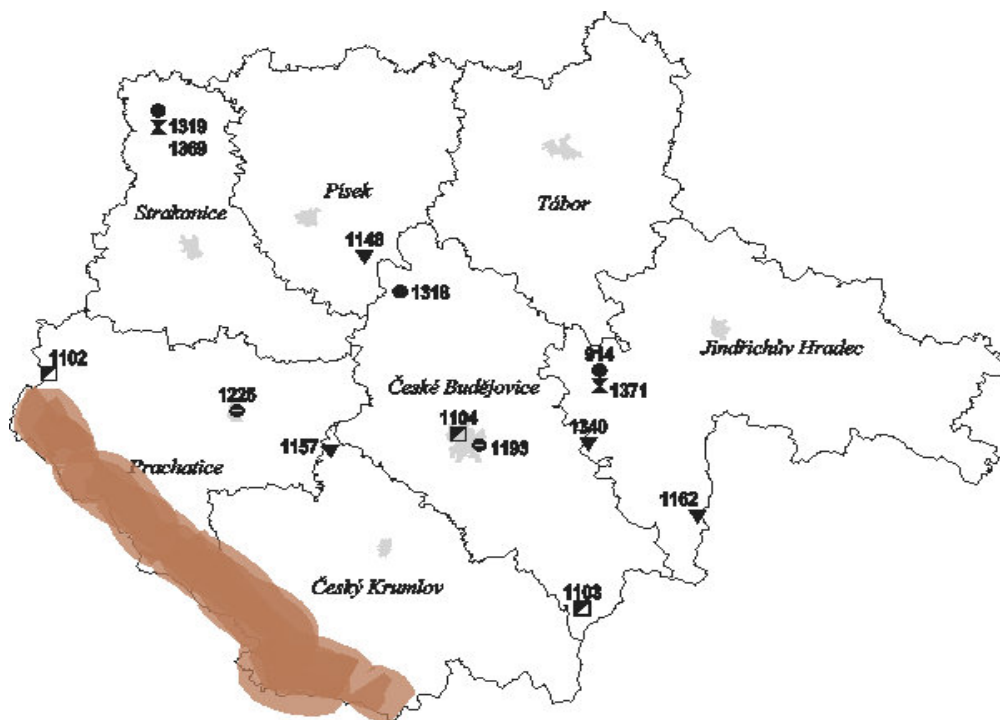 1319
1369
Písek
Tábor
Strakonice
1148
1318
1102
914
Jindřichův Hradec
České Budějovice
1371
1225
1104
1340
1157
1193
Prachatice
1162
Český Krumlov
1103